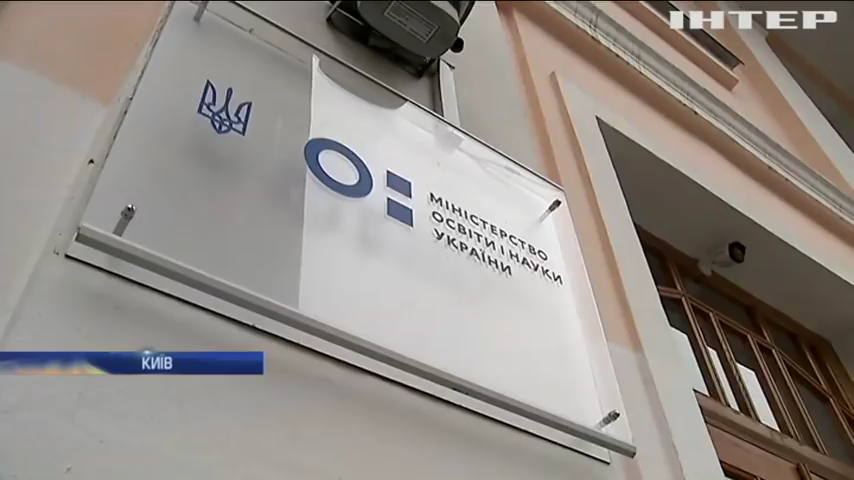 ІНТЕР
МІНІСТЕРСТВО
ОСВІТИ І НАУКИ
УКРАЇНИ
КИЇВ